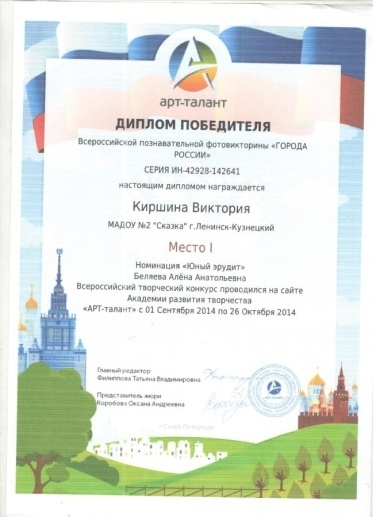 арт-талант
ДИПЛОМ ПОБЕДИТЕЛЯ
Всероссийской познавательной фотовикторины «ГОРОДА
РОССИИ»
СЕРИЯ ИН-42928-142641
настоящим дипломом награждается
Киршина Виктория
МАДОУ №2 "Сказка" г.Ленинск-Кузнецкий
Место I
Номинация «Юный эрудит»
Беляева Алёна Анатольевна
Всероссийский творческий конкурс проводился на сайте
Академии развития творчества
«АРТ-талант» с 01 Сентября 2014 по 26 Октября 2014
Главный редактор
Филиппова Татьяна Владимировна
Представитель жюри
Коробова Оксана Андреевна
г.Санкт-Петербург